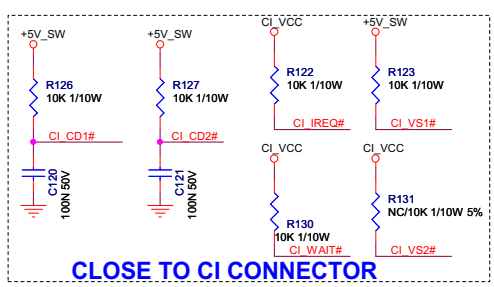 +5V_SW
R126
10K 1/10W
CI_CD1#
C120
100N 50V
+5V_SW
R127
10K 1/10W
CI_CD2#
C121
100N 50V
CI_VCC
R122
10K 1/10W
CI_IREQ#
+5V_SW
R123
10K 1/10W
CI_VS1#
CI_VCC
R130
10K 1/10W
CI_WAIT#
CI_VCC
R131
NC/10K 1/10W 5%
CI_VS2#
CLOSE TO CI CONNECTOR